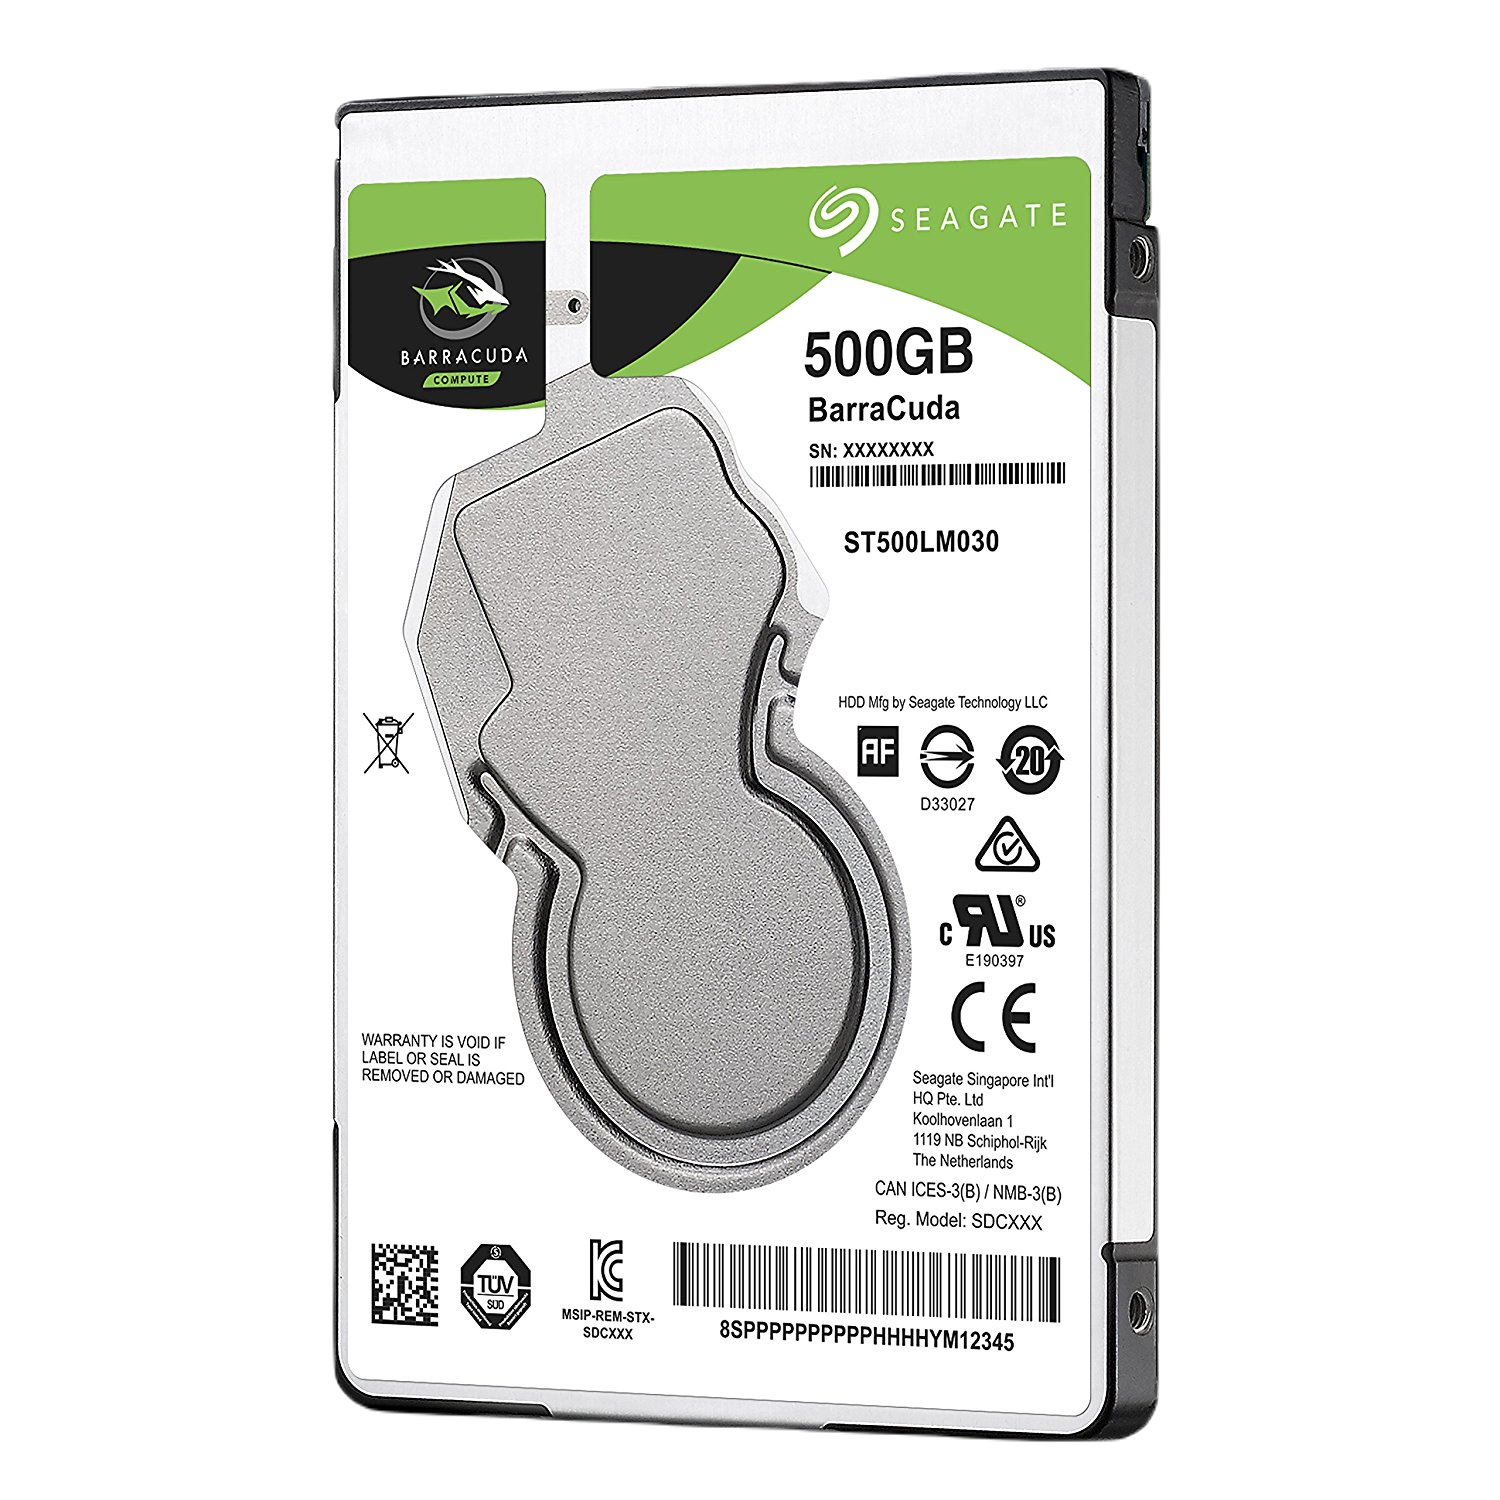 SEAGATE
BARRACUDA
COMPUTE
500GB
BarraCuda
SN: XXXXXXXX
ST500LM030
HDD Mfg by Seagate Technology LLC
AF
20
D33027
C RU® US
E190397
CE
WARRANTY IS VOID IF
LABEL OR SEAL IS
REMOVED OR DAMAGED
Seagate Singapore Int'l
HQ Pte. Ltd
Koolhovenlaan 1
1119 NB Schiphol-Rijk
The Netherlands
CAN ICES-3(B) / NMB-3(B)
Reg. Model: SDCXXX
TÜV
SÜD
MSIP-REM-STX-
SDCXXX
8SPPPPPPPPPPHHHHYM12345